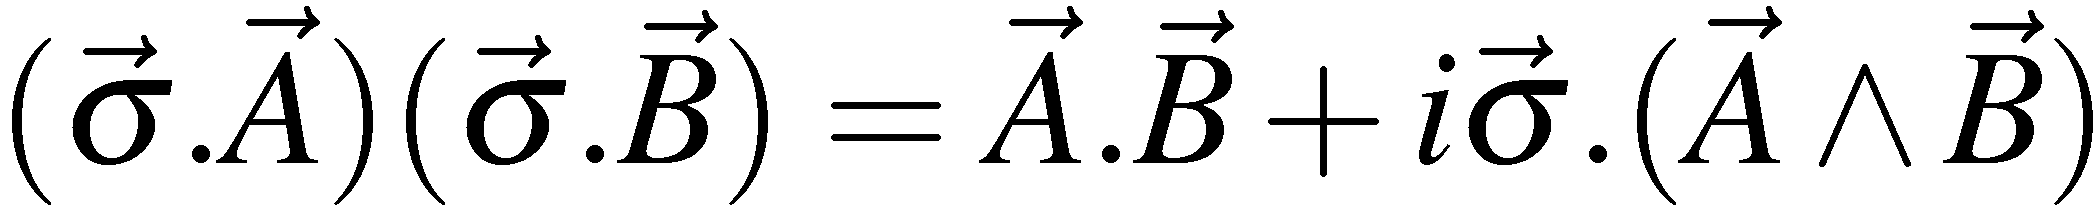 (σ⃗.A⃗)(σ⃗.B⃗) = A⃗.B⃗ + iσ⃗.(A⃗ ∧ B⃗)